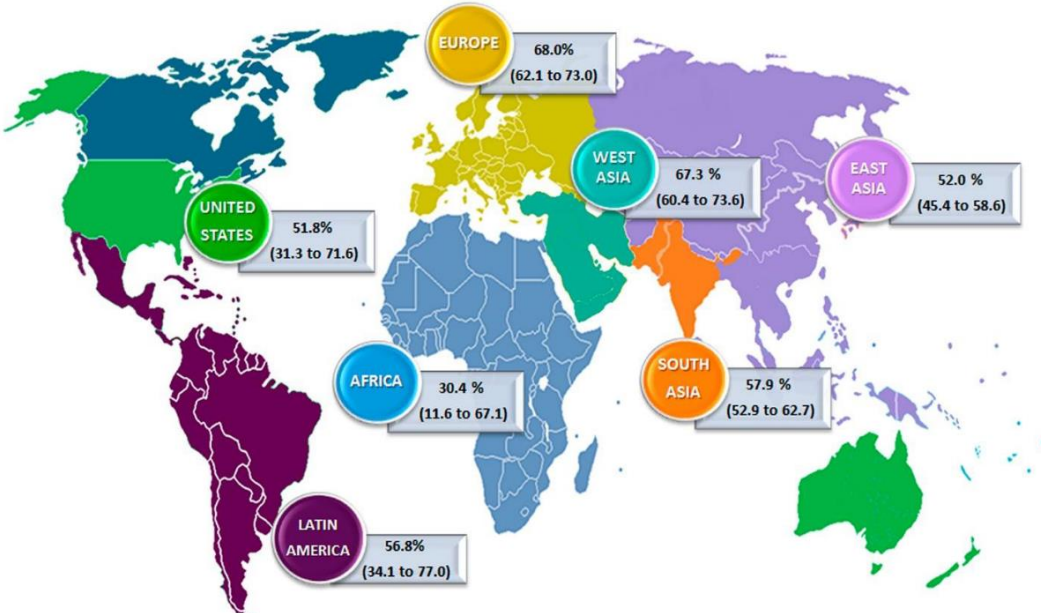 EUROPE
68.0%
(62.1 to 73.0)
WEST
ASIA
67.3 %
(60.4 to 73.6)
EAST
ASIA
52.0 %
(45.4 to 58.6)
UNITED
STATES
51.8%
(31.3 to 71.6)
AFRICA
30.4 %
(11.6 to 67.1)
SOUTH
ASIA
57.9 %
(52.9 to 62.7)
LATIN
AMERICA
56.8%
(34.1 to 77.0)